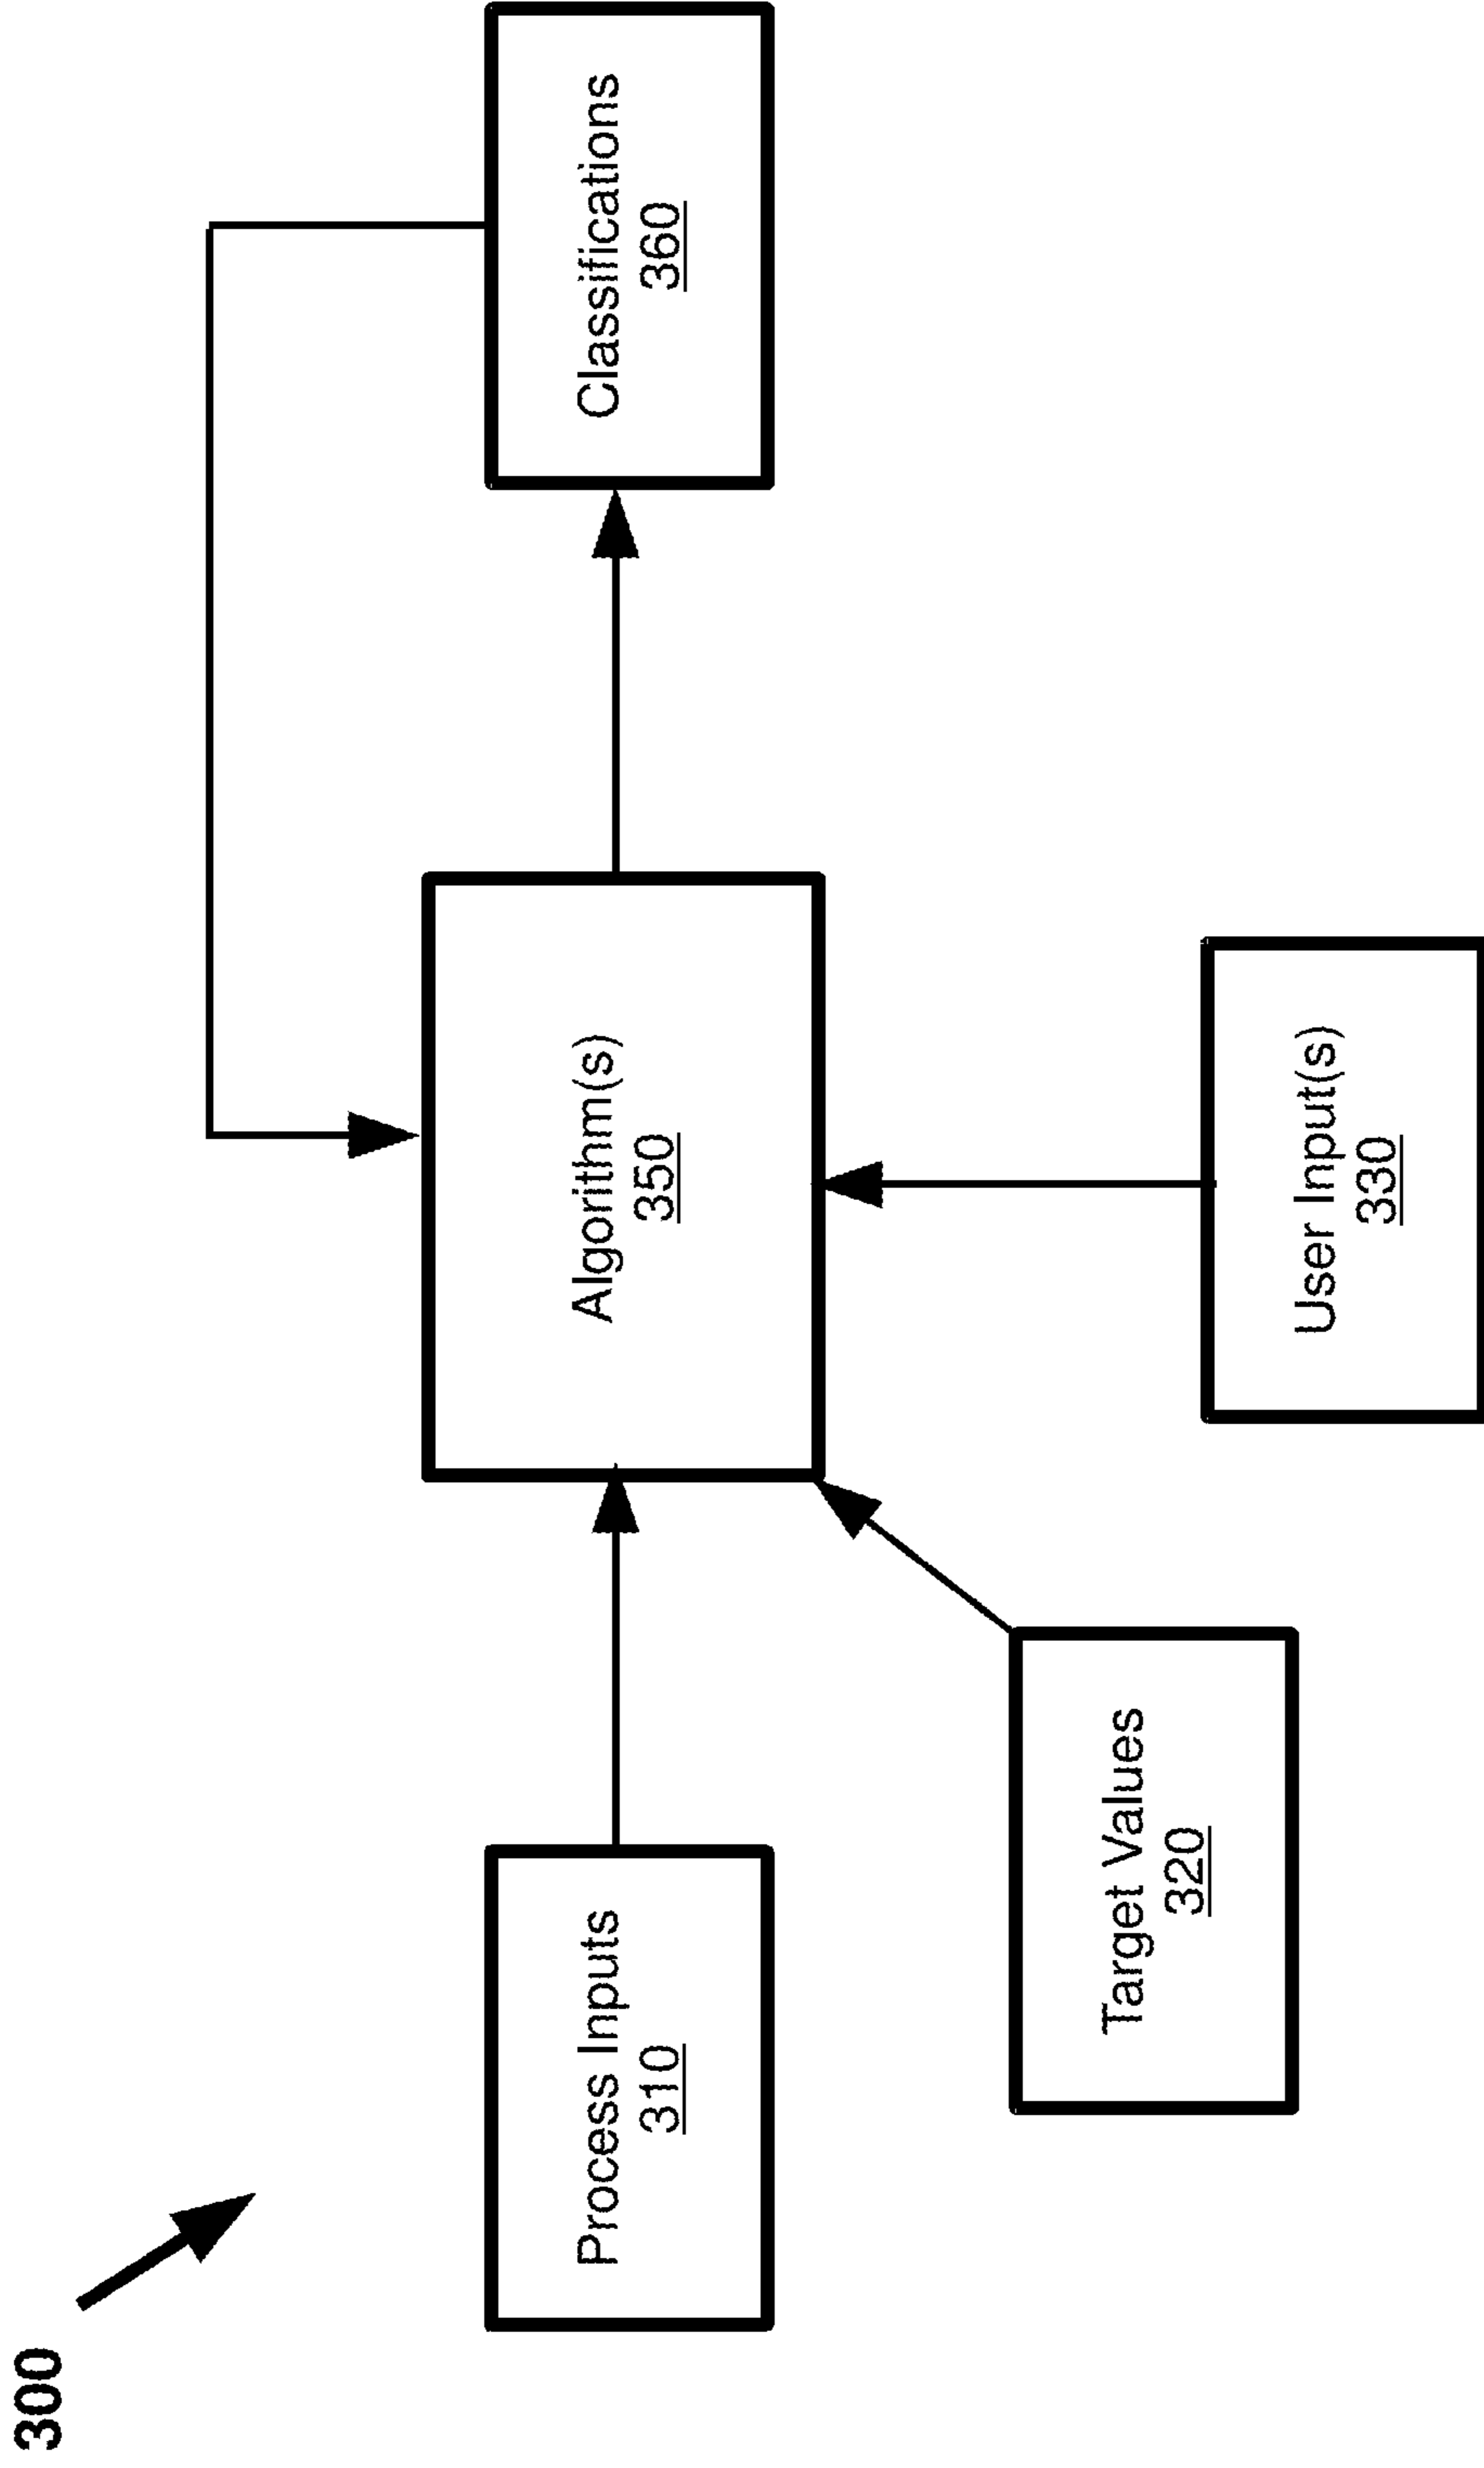 300
Process Inputs
310
Algorithm(s)
350
Classifications
360
Target Values
320
User Input(s)
330